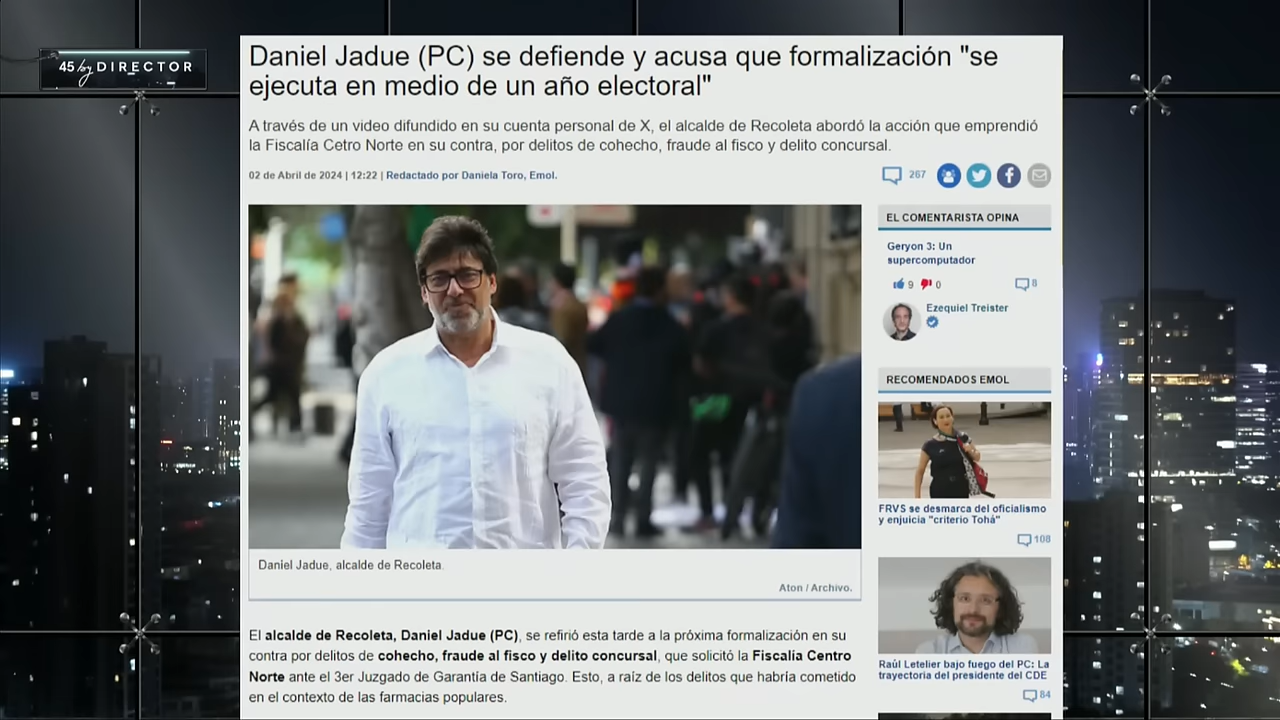 45 by DIRECTOR
Daniel Jadue (PC) se defiende y acusa que formalización "se
ejecuta en medio de un año electoral"
A través de un video difundido en su cuenta personal de X, el alcalde de Recoleta abordó la acción que emprendió
la Fiscalía Cetro Norte en su contra, por delitos de cohecho, fraude al fisco y delito concursal.
02 de Abril de 2024 | 12:22 | Redactado por Daniela Toro, Emol.
267
EL COMENTARISTA OPINA
Geryon 3: Un
supercomputador
9 0 8
Ezequiel Treister
RECOMENDADOS EMOL
FRVS se desmarca del oficialismo
y enjuicia "criterio Tohá"
108
Raúl Letelier bajo fuego del PC: La
trayectoria del presidente del CDE
84
Daniel Jadue, alcalde de Recoleta.
Aton / Archivo.
El alcalde de Recoleta, Daniel Jadue (PC), se refirió esta tarde a la próxima formalización en su
contra por delitos de cohecho, fraude al fisco y delito concursal, que solicitó la Fiscalía Centro
Norte ante el 3er Juzgado de Garantía de Santiago. Esto, a raíz de los delitos que habría cometido
en el contexto de las farmacias populares.